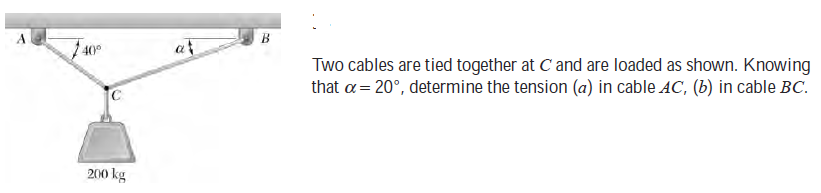 A
40°
α
B
C
200 kg
Two cables are tied together at C and are loaded as shown. Knowing
that α = 20°, determine the tension (a) in cable AC, (b) in cable BC.